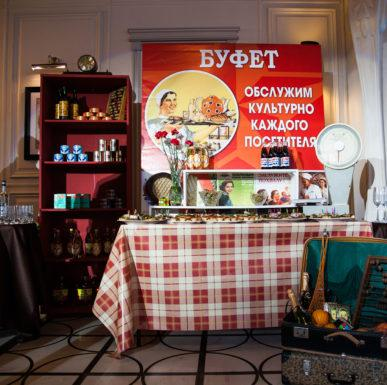 БУФЕТ
ОБСЛУЖИМ
КУЛЬТУРНО
КАЖДОГО
ПОСЕТИТЕЛЯ